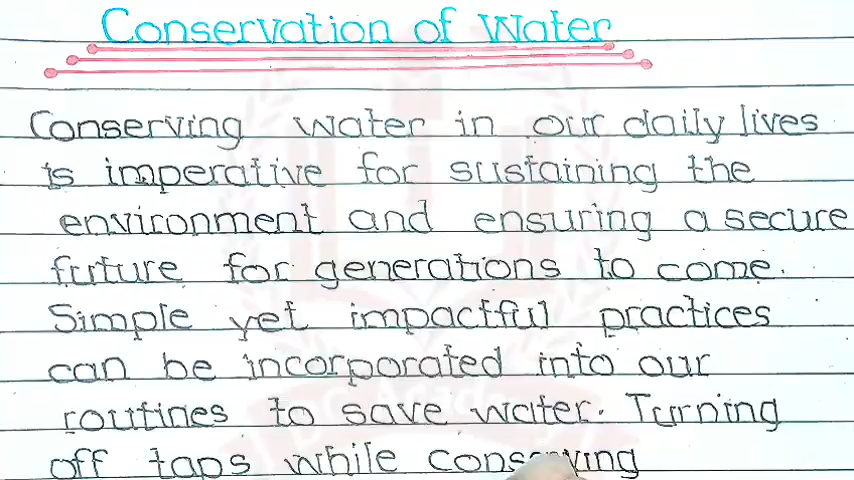 Conservation of Water
Conserving water in our daily lives
is imperative for sustaining the
environment and ensuring a secure
future for generations to come.
Simple yet impactful practices
can be incorporated into our
routines to save water. Turning
off taps while conserving